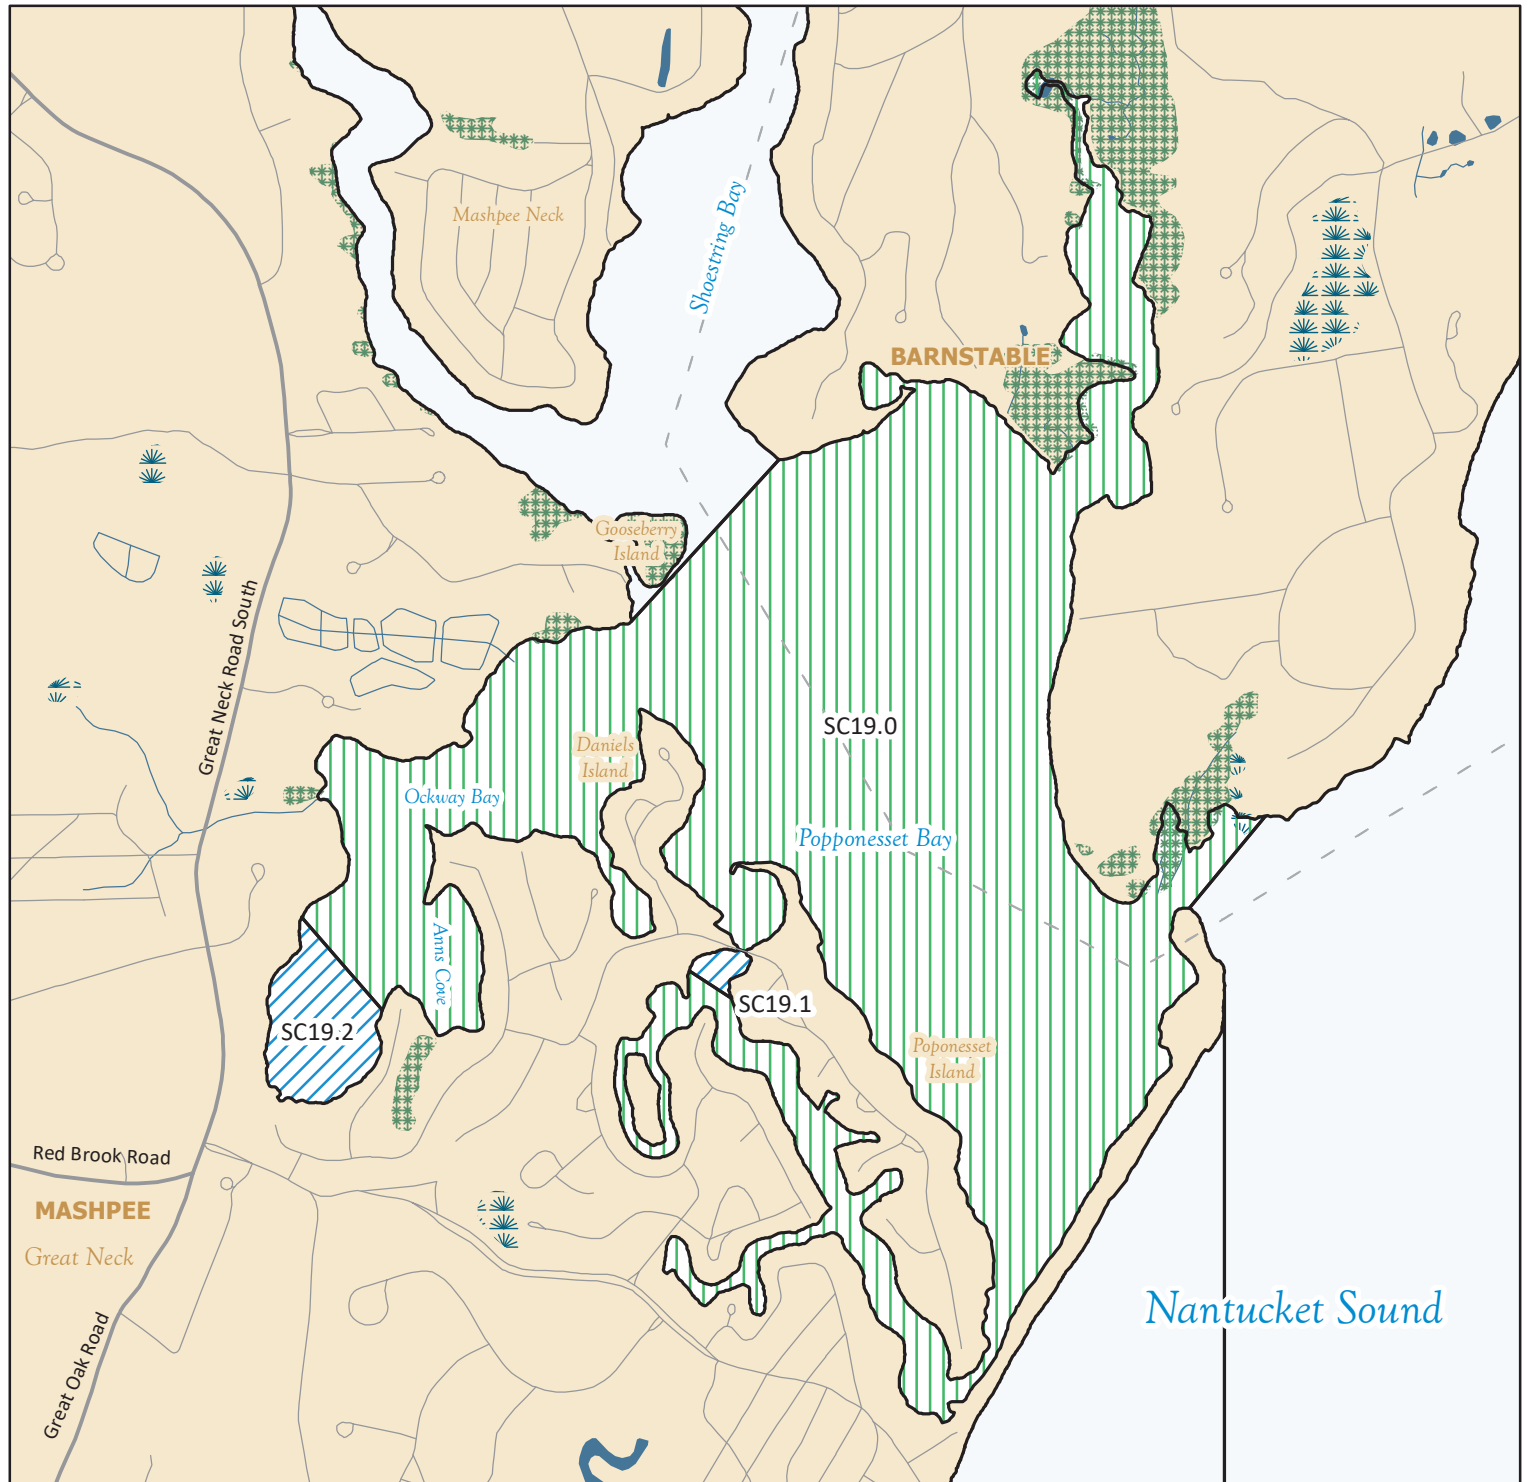 Mashpee Neck
Shoestring Bay
BARNSTABLE
Gooseberry
Island
Great Neck Road South
SC19.0
Daniels
Island
Ockway Bay
Popponesset Bay
Anns Cove
SC19.1
SC19.2
Poponesset
Island
Red Brook Road
MASHPEE
Great Neck
Nantucket Sound
Great Oak Road